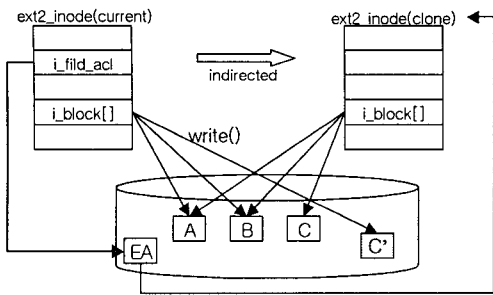 ext2_inode(current)
ext2_inode(clone)
i_fild_acl
indirected
i_block[]
i_block[]
write()
A
B
C
C'
EA